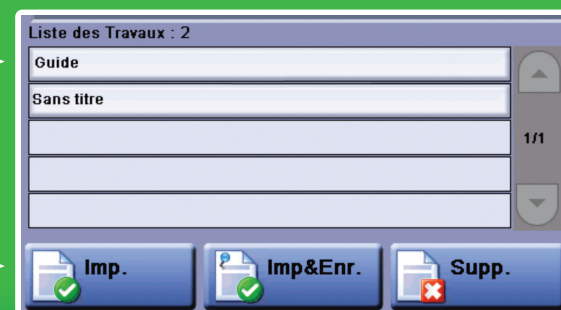 Liste des Travaux : 2
Guide
Sans titre
1/1
Imp.
Imp&Enr.
Supp.